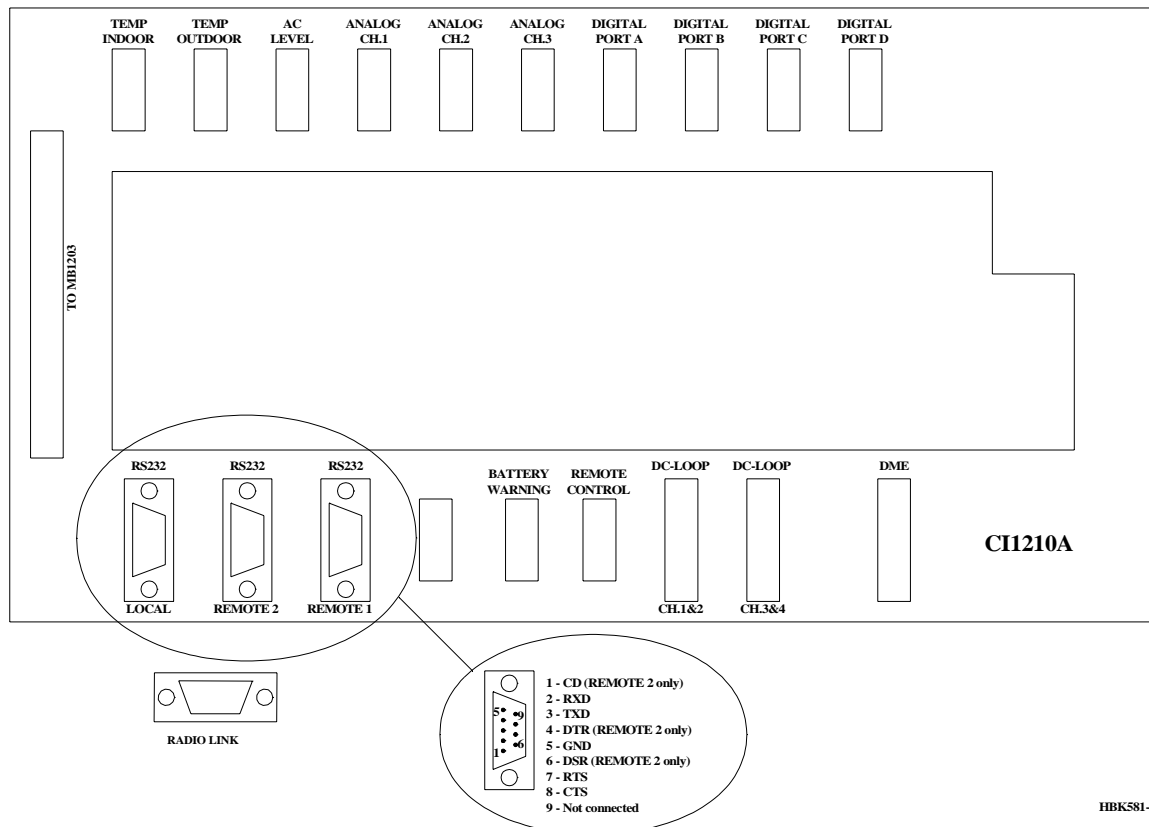 TEMP
INDOOR
TEMP
OUTDOOR
AC
LEVEL
ANALOG
CH.1
ANALOG
CH.2
ANALOG
CH.3
DIGITAL
PORT A
DIGITAL
PORT B
DIGITAL
PORT C
DIGITAL
PORT D
TO MB1203
RS232
LOCAL
RS232
REMOTE 2
RS232
REMOTE 1
BATTERY
WARNING
REMOTE
CONTROL
DC-LOOP
CH.1&2
DC-LOOP
CH.3&4
DME
CI1210A
RADIO LINK
5
9
1
6
1 - CD (REMOTE 2 only)
2 - RXD
3 - TXD
4 - DTR (REMOTE 2 only)
5 - GND
6 - DSR (REMOTE 2 only)
7 - RTS
8 - CTS
9 - Not connected
HBK581-